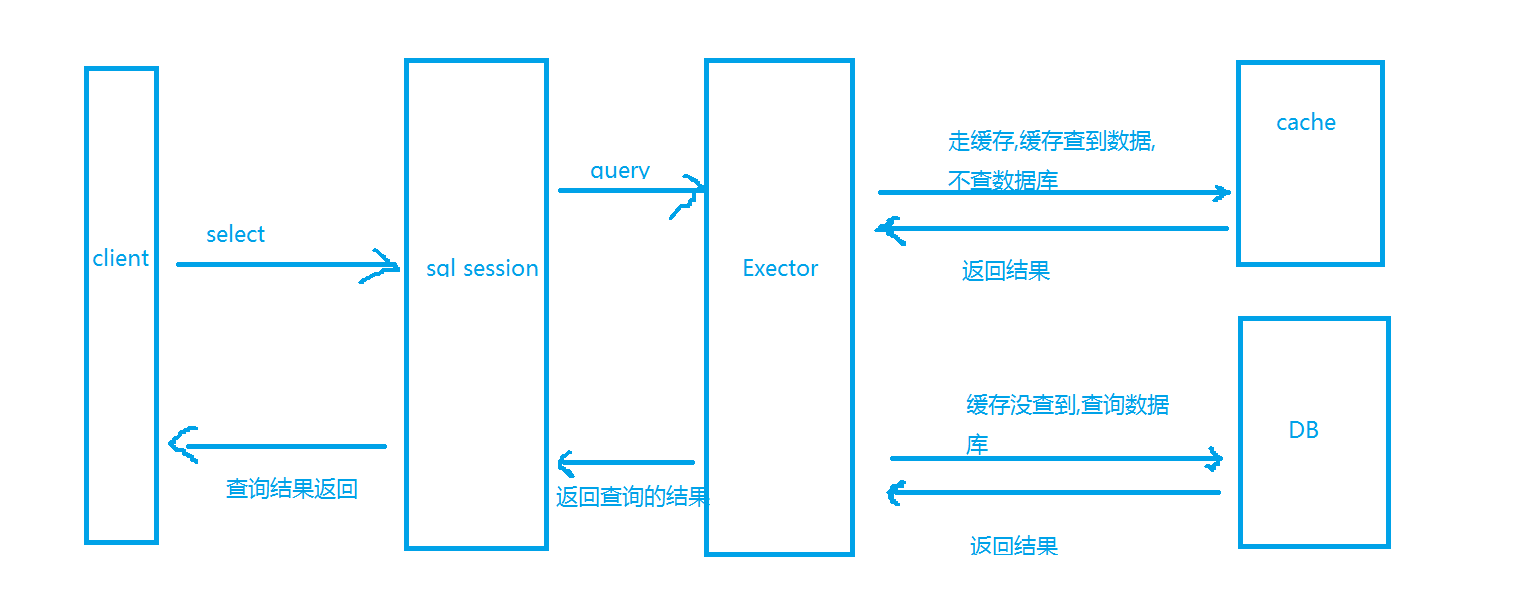 client
select
查询结果返回
sql session
query
返回查询的结果
Exector
走缓存,缓存查到数据,
不查数据库
返回结果
缓存没查到,查询数据
库
返回结果
cache
DB